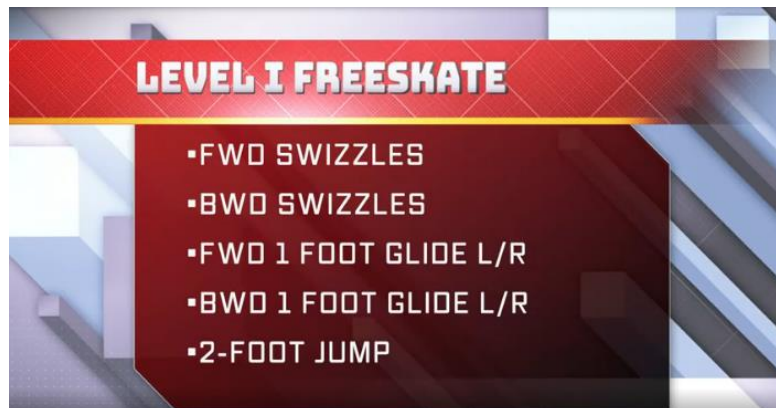 LEVEL I FREESKATE
▪FWD SWIZZLES
▪BWD SWIZZLES
▪FWD 1 FOOT GLIDE L/R
▪BWD 1 FOOT GLIDE L/R
▪2-FOOT JUMP